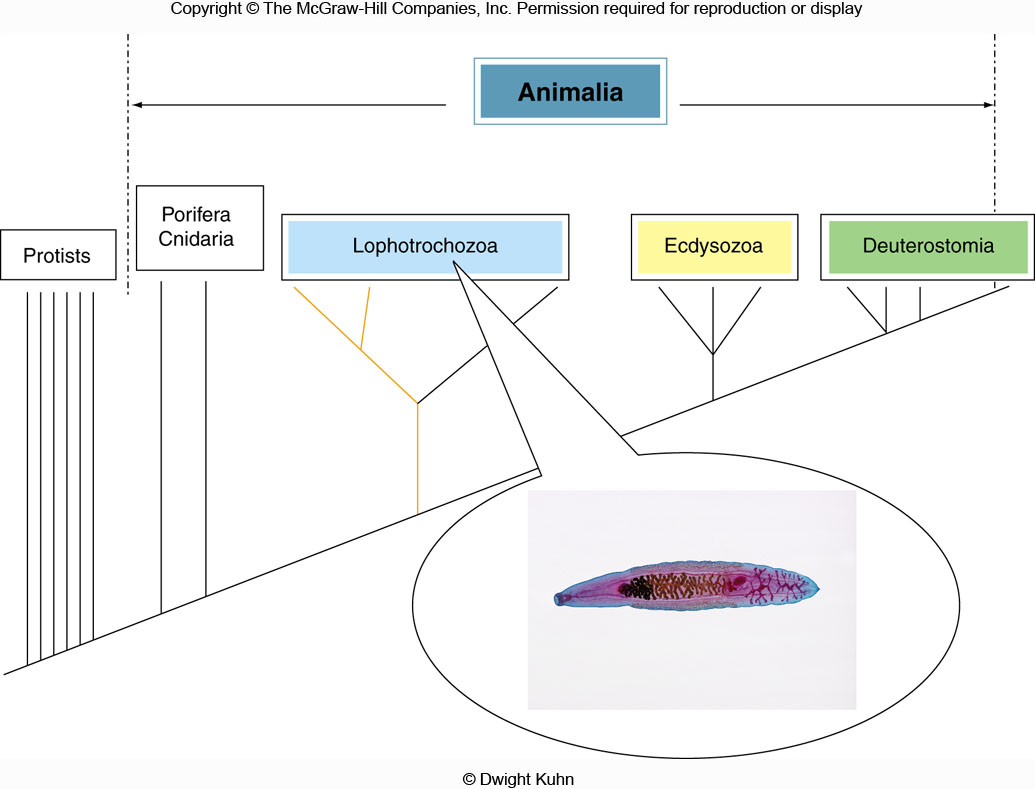 Copyright © The McGraw-Hill Companies, Inc. Permission required for reproduction or display
Animalia
Protists
Porifera
Cnidaria
Lophotrochozoa
Ecdysozoa
Deuterostomia
© Dwight Kuhn